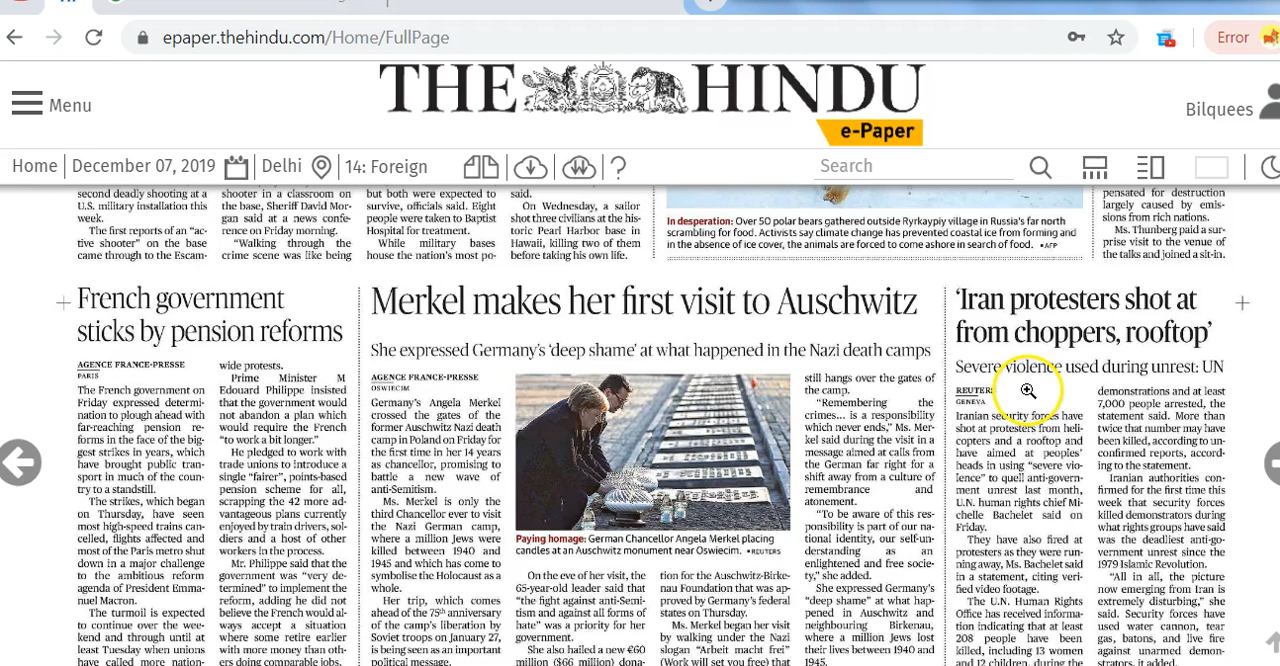 epaper.thehindu.com/Home/FullPage
Error
Menu
THE HINDU
e-Paper
Bilquees
Home | December 07, 2019 | Delhi | 14: Foreign
Search
second deadly shooting at a
U.S. military installation this
week.
The first reports of an “ac-
tive shooter” on the base
came through to the Escam-
shooter in a classroom on
the base, Sheriff David Mor-
gan said at a news confe-
rence on Friday morning.
“Walking through the
crime scene was like being
but both were expected to
survive, officials said. Eight
people were taken to Baptist
Hospital for treatment.
While military bases
house the nation's most po-
said.
On Wednesday, a sailor
shot three civilians at the his-
toric Pearl Harbor base in
Hawaii, killing two of them
before taking his own life.
In desperation: Over 50 polar bears gathered outside Ryrkaypiy village in Russia's far north
scrambling for food. Activists say climate change has prevented coastal ice from forming and
in the absence of ice cover, the animals are forced to come ashore in search of food. •AFP
pensated for destruction
largely caused by emis-
sions from rich nations.
Ms. Thunberg paid a sur-
prise visit to the venue of
the talks and joined a sit-in.
French government
sticks by pension reforms
AGENCE FRANCE-PRESSE
PARIS
The French government on
Friday expressed determi-
nation to plough ahead with
far-reaching pension re-
forms in the face of the big-
gest strikes in years, which
have brought public tran-
sport in much of the coun-
try to a standstill.
The strikes, which began
on Thursday, have seen
most high-speed trains can-
celled, flights affected and
most of the Paris metro shut
down in a major challenge
to the ambitious reform
agenda of President Emma-
nuel Macron.
The turmoil is expected
to continue over the week-
end and through until at
least Tuesday when unions
have called more nation-
wide protests.
Prime Minister M
Edouard Philippe insisted
that the government would
not abandon a plan which
would require the French
“to work a bit longer.”
He pledged to work with
trade unions to introduce a
single “fairer”, points-based
pension scheme for all,
scrapping the 42 more ad-
vantageous plans currently
enjoyed by train drivers, sol-
diers and a host of other
workers in the process.
Mr. Philippe said that the
government was “very de-
termined” to implement the
reform, adding he did not
believe the French would al-
ways accept a situation
where some retire earlier
with more money than oth-
ers doing comparable jobs.
Merkel makes her first visit to Auschwitz
She expressed Germany's ‘deep shame’ at what happened in the Nazi death camps
AGENCE FRANCE-PRESSE
OSWIECIM
Germany's Angela Merkel
crossed the gates of the
former Auschwitz Nazi death
camp in Poland on Friday for
the first time in her 14 years
as chancellor, promising to
battle a new wave of
anti-Semitism.
Ms. Merkel is only the
third Chancellor ever to visit
the Nazi German camp,
where a million Jews were
killed between 1940 and
1945 and which has come to
symbolise the Holocaust as a
whole.
Her trip, which comes
ahead of the 75th anniversary
of the camp's liberation by
Soviet troops on January 27,
is being seen as an important
political message.
Paying homage: German Chancellor Angela Merkel placing
candles at an Auschwitz monument near Oswiecim. •REUTERS
On the eve of her visit, the
65-year-old leader said that
“the fight against anti-Semi-
tism and against all forms of
hate” was a priority for her
government.
She also hailed a new €60
million ($66 million) dona-
tion for the Auschwitz-Birke-
nau Foundation that was ap-
proved by Germany's federal
states on Thursday.
Ms. Merkel began her visit
by walking under the Nazi
slogan “Arbeit macht frei”
(Work will set you free) that
still hangs over the gates of
the camp.
“Remembering the
crimes... is a responsibility
which never ends,” Ms. Mer-
kel said during the visit in a
message aimed at calls from
the German far right for a
shift away from a culture of
remembrance and
atonement.
“To be aware of this res-
ponsibility is part of our na-
tional identity, our self-un-
derstanding as an
enlightened and free socie-
ty,” she added.
She expressed Germany's
“deep shame” at what hap-
pened in Auschwitz and
neighbouring Birkenau,
where a million Jews lost
their lives between 1940 and
1945.
‘Iran protesters shot at
from choppers, rooftop’
Severe violence used during unrest: UN
REUTERS
GENEVA
Iranian security forces have
shot at protesters from heli-
copters and a rooftop and
have aimed at peoples'
heads in using “severe vio-
lence” to quell anti-govern-
ment unrest last month,
U.N. human rights chief Mi-
chelle Bachelet said on
Friday.
They have also fired at
protesters as they were run-
ning away, Ms. Bachelet said
in a statement, citing veri-
fied video footage.
The U.N. Human Rights
Office has received informa-
tion indicating that at least
208 people have been
killed, including 13 women
and 12 children, during the
demonstrations and at least
7,000 people arrested, the
statement said. More than
twice that number may have
been killed, according to un-
confirmed reports, accord-
ing to the statement.
Iranian authorities con-
firmed for the first time this
week that security forces
killed demonstrators during
what rights groups have said
was the deadliest anti-go-
vernment unrest since the
1979 Islamic Revolution.
“All in all, the picture
now emerging from Iran is
extremely disturbing,” she
said. Security forces have
used water cannon, tear
gas, batons, and live fire
against unarmed demon-
strators, it added.